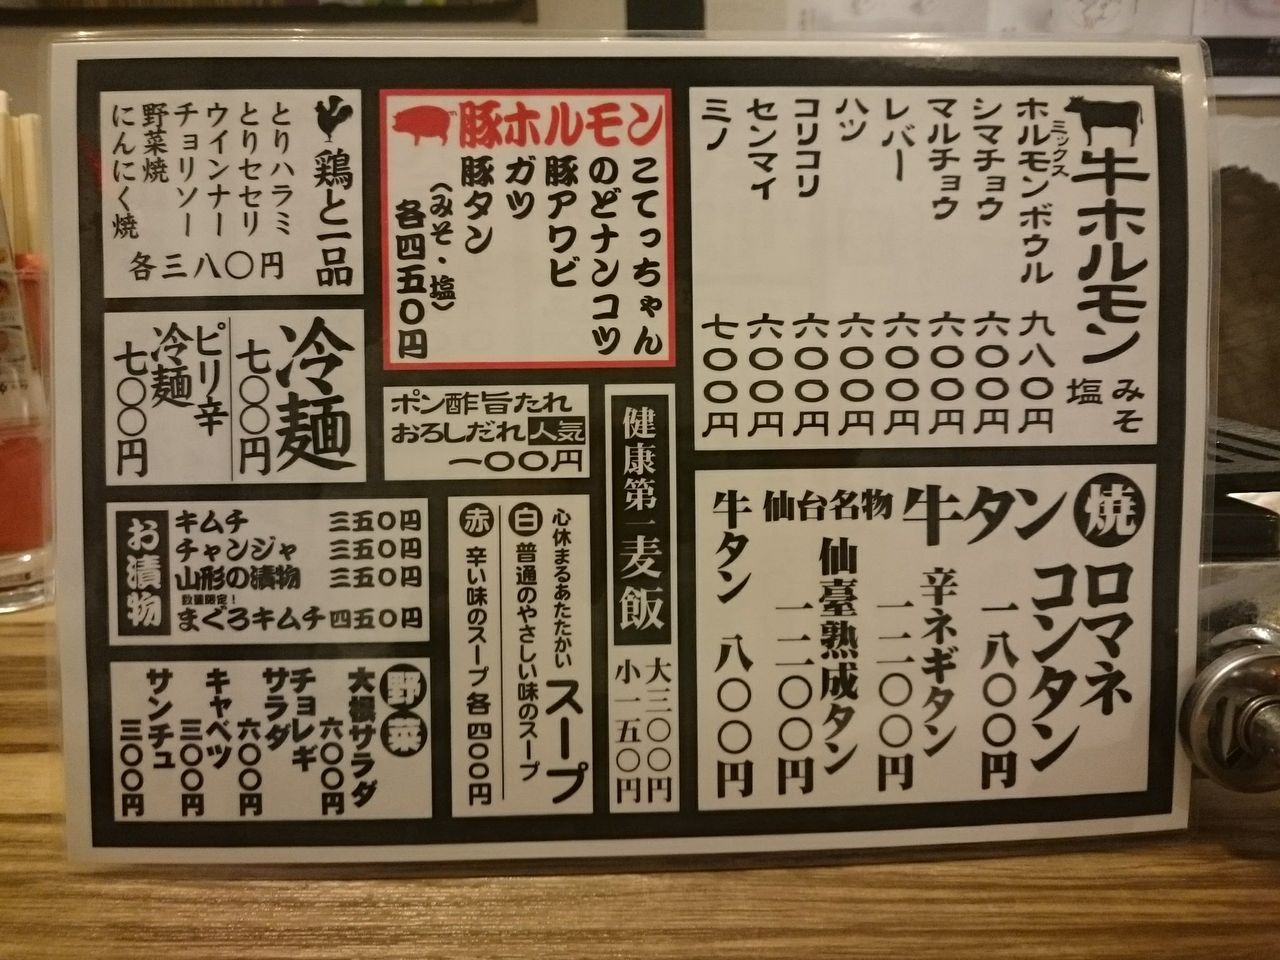 牛ホルモン
みそ
塩
ミックス
ホルモンボウル 九八〇円
シマチョウ 六〇〇円
マルチョウ 六〇〇円
レバー 六〇〇円
ハツ 六〇〇円
コリコリ 六〇〇円
センマイ 六〇〇円
ミノ 七〇〇円
豚ホルモン
こてっちゃん
のどナンコツ
豚アワビ
ガツ
豚タン
(みそ・塩)
各四五〇円
鶏と一品
とりハラミ
とりセセリ
ウインナー
チョリソー
野菜焼
にんにく焼
各三八〇円
冷麺
七〇〇円
ピリ辛
冷麺
七〇〇円
ポン酢旨たれ
おろしだれ 人気
一〇〇円
焼
牛タン
仙台名物
ロマネ
コンタン
一八〇〇円
辛ネギタン
一二〇〇円
仙臺熟成タン
一二〇〇円
牛タン 八〇〇円
健康第一麦飯
大三〇〇円
小一五〇円
心休まるあたたかいスープ
白 普通のやさしい味のスープ
赤 辛い味のスープ 各四〇〇円
お漬物
キムチ 三五〇円
チャンジャ 三五〇円
山形の漬物 三五〇円
数量限定!
まぐろキムチ 四五〇円
野菜
大根サラダ
六〇〇円
チョレギ
サラダ
六〇〇円
キャベツ
三〇〇円
サンチュ
三〇〇円